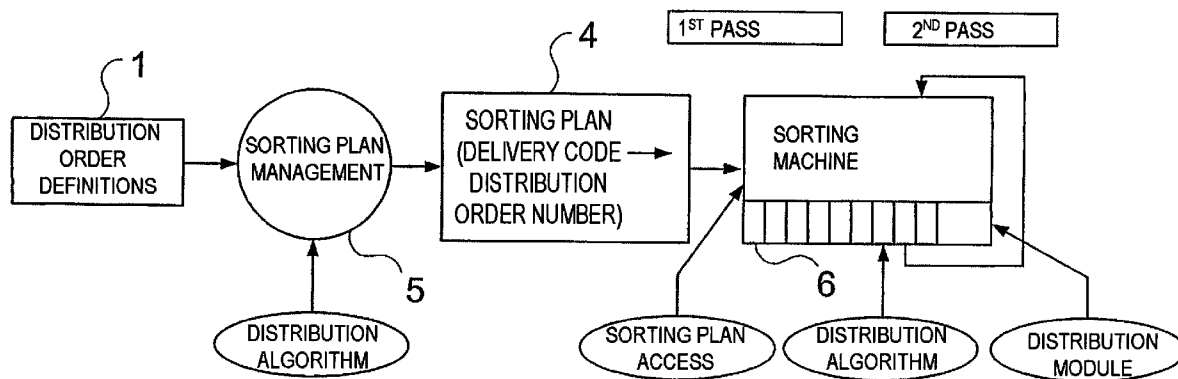 1ST PASS
2ND PASS
1
4
DISTRIBUTION
ORDER
DEFINITIONS
SORTING PLAN
MANAGEMENT
SORTING PLAN
(DELIVERY CODE →
DISTRIBUTION
ORDER NUMBER)
SORTING
MACHINE
5
6
DISTRIBUTION
ALGORITHM
SORTING PLAN
ACCESS
DISTRIBUTION
ALGORITHM
DISTRIBUTION
MODULE